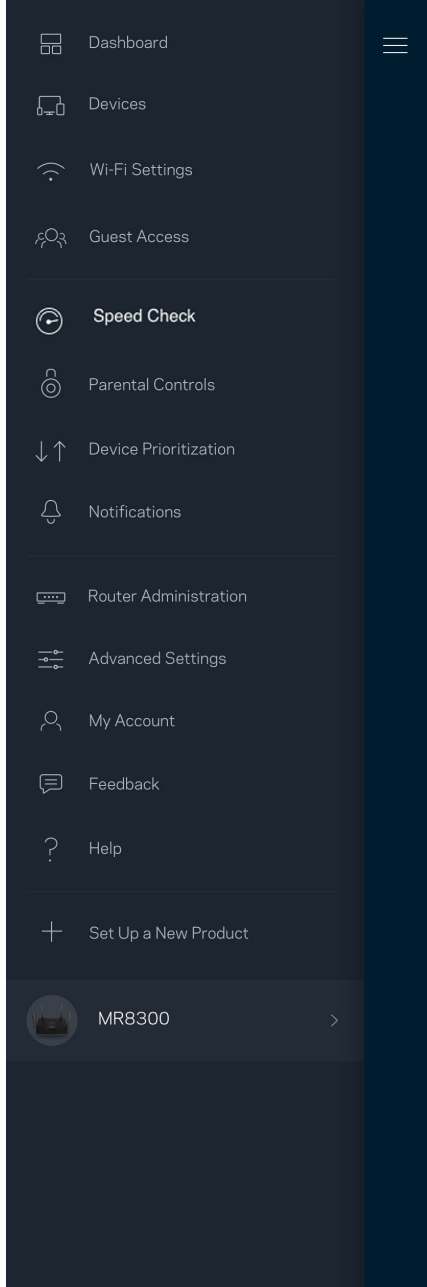 Dashboard
Devices
Wi-Fi Settings
Guest Access
Speed Check
Parental Controls
Device Prioritization
Notifications
Router Administration
Advanced Settings
My Account
Feedback
Help
Set Up a New Product
MR8300